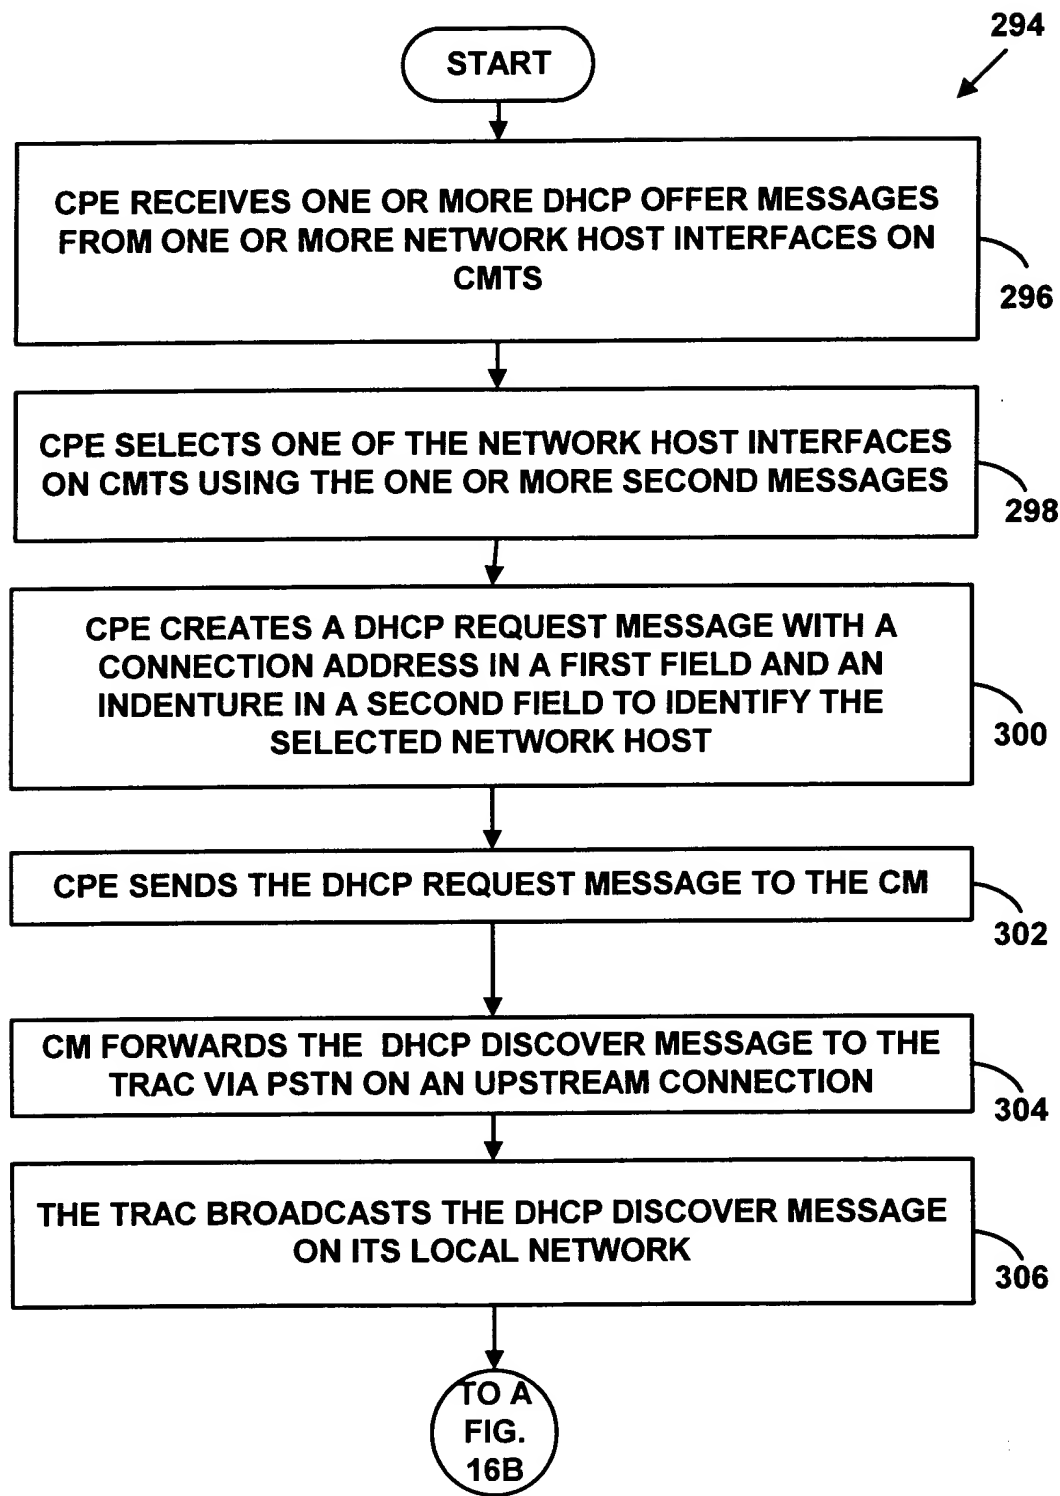 294
START
CPE RECEIVES ONE OR MORE DHCP OFFER MESSAGES
FROM ONE OR MORE NETWORK HOST INTERFACES ON
CMTS
296
CPE SELECTS ONE OF THE NETWORK HOST INTERFACES
ON CMTS USING THE ONE OR MORE SECOND MESSAGES
298
CPE CREATES A DHCP REQUEST MESSAGE WITH A
CONNECTION ADDRESS IN A FIRST FIELD AND AN
INDENTURE IN A SECOND FIELD TO IDENTIFY THE
SELECTED NETWORK HOST
300
CPE SENDS THE DHCP REQUEST MESSAGE TO THE CM
302
CM FORWARDS THE DHCP DISCOVER MESSAGE TO THE
TRAC VIA PSTN ON AN UPSTREAM CONNECTION
304
THE TRAC BROADCASTS THE DHCP DISCOVER MESSAGE
ON ITS LOCAL NETWORK
306
TO A
FIG.
16B